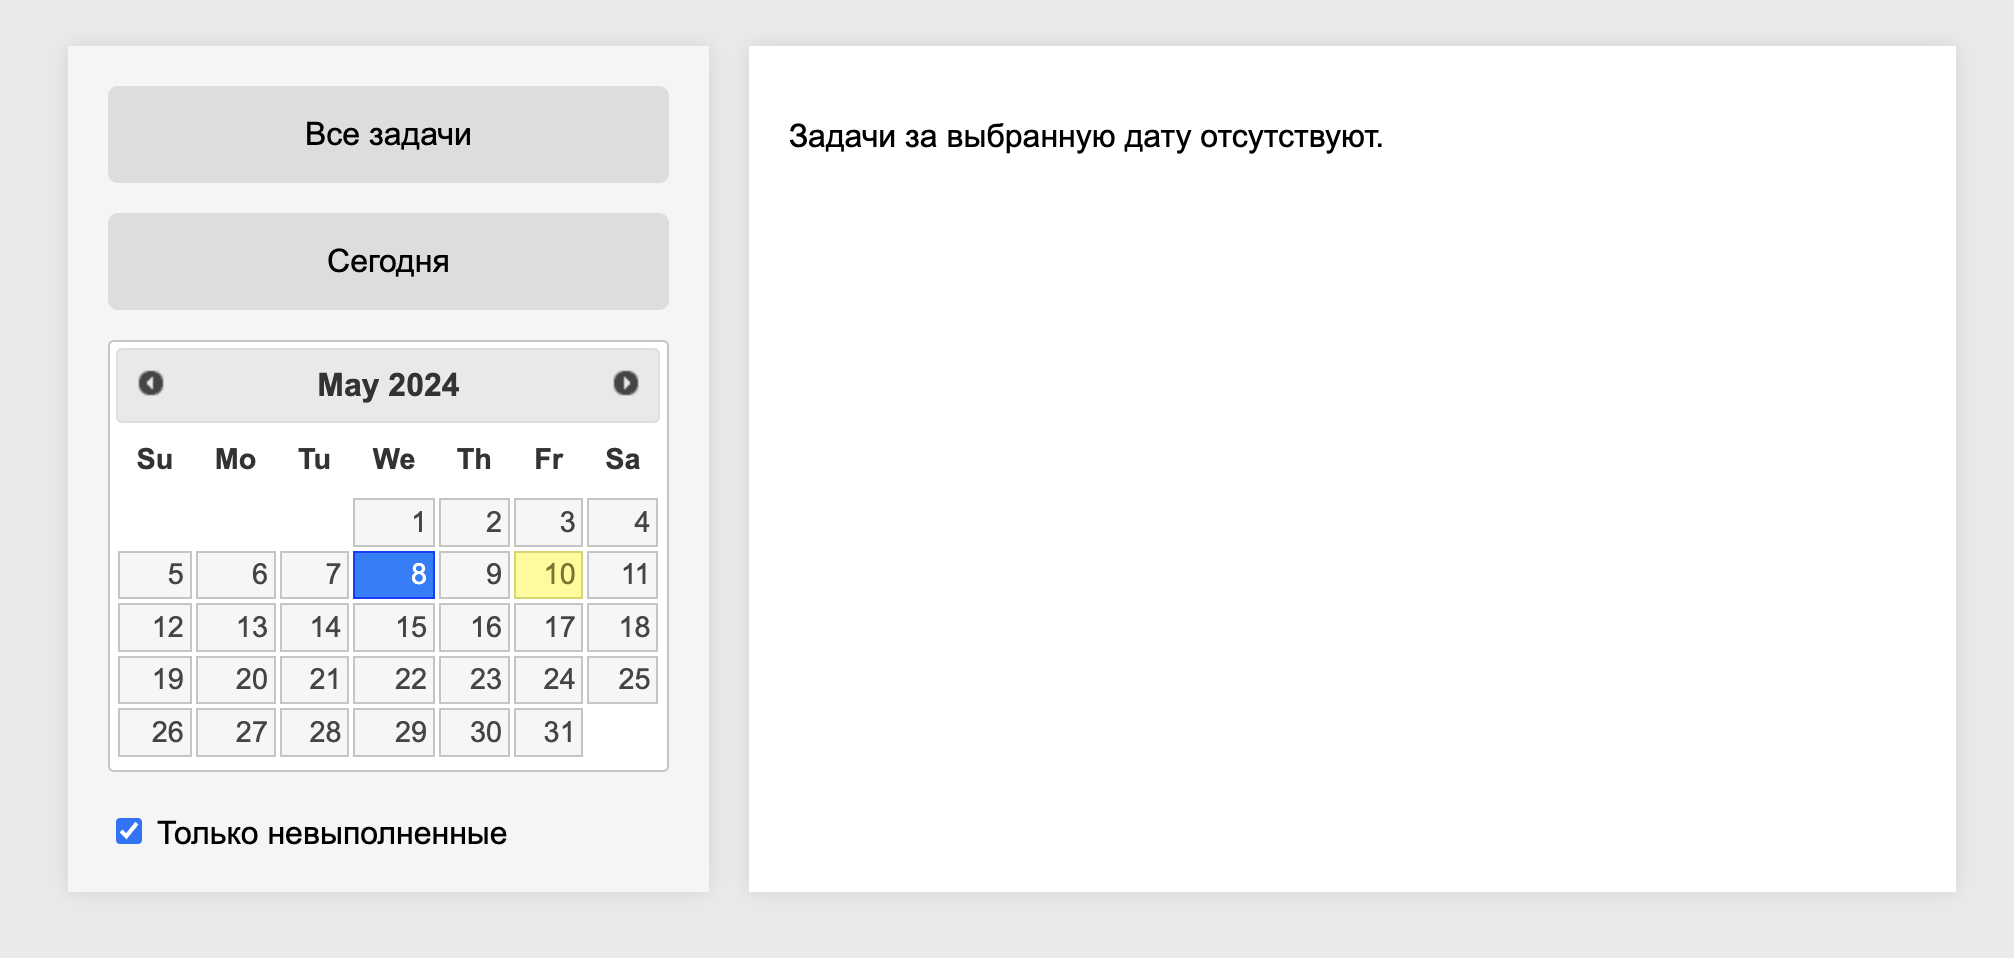 Все задачи
Сегодня
May 2024
Su Mo Tu We Th Fr Sa
1 2 3 4
5 6 7 8 9 10 11
12 13 14 15 16 17 18
19 20 21 22 23 24 25
26 27 28 29 30 31
Только невыполненные
Задачи за выбранную дату отсутствуют.